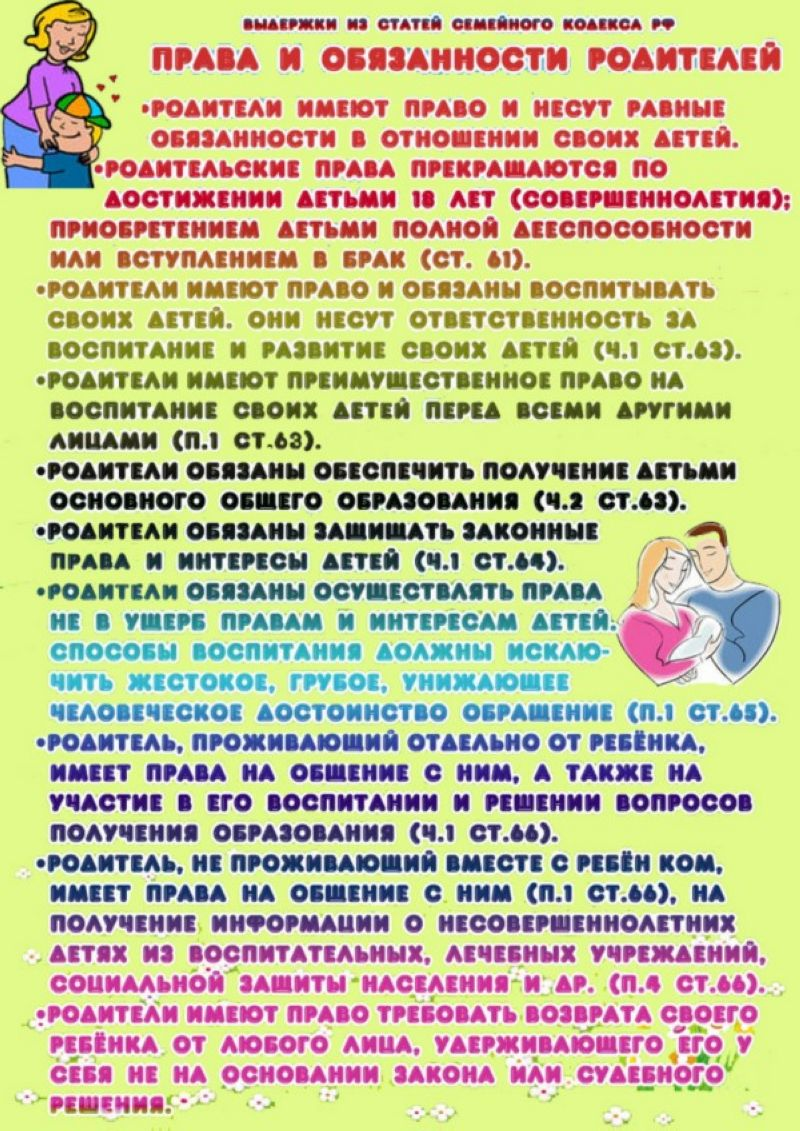 ВЫДЕРЖКИ ИЗ СТАТЕЙ СЕМЕЙНОГО КОДЕКСА РФ
ПРАВА И ОБЯЗАННОСТИ РОДИТЕЛЕЙ
•РОДИТЕЛИ ИМЕЮТ ПРАВО И НЕСУТ РАВНЫЕ
ОБЯЗАННОСТИ В ОТНОШЕНИИ СВОИХ ДЕТЕЙ.
•РОДИТЕЛЬСКИЕ ПРАВА ПРЕКРАЩАЮТСЯ ПО
ДОСТИЖЕНИИ ДЕТЬМИ 18 ЛЕТ (СОВЕРШЕННОЛЕТИЯ);
ПРИОБРЕТЕНИЕМ ДЕТЬМИ ПОЛНОЙ ДЕЕСПОСОБНОСТИ
ИЛИ ВСТУПЛЕНИЕМ В БРАК (СТ. 61).
•РОДИТЕЛИ ИМЕЮТ ПРАВО И ОБЯЗАНЫ ВОСПИТЫВАТЬ
СВОИХ ДЕТЕЙ. ОНИ НЕСУТ ОТВЕТСТВЕННОСТЬ ЗА
ВОСПИТАНИЕ И РАЗВИТИЕ СВОИХ ДЕТЕЙ (Ч.1 СТ.63).
•РОДИТЕЛИ ИМЕЮТ ПРЕИМУЩЕСТВЕННОЕ ПРАВО НА
ВОСПИТАНИЕ СВОИХ ДЕТЕЙ ПЕРЕД ВСЕМИ ДРУГИМИ
ЛИЦАМИ (П.1 СТ.63).
•РОДИТЕЛИ ОБЯЗАНЫ ОБЕСПЕЧИТЬ ПОЛУЧЕНИЕ ДЕТЬМИ
ОСНОВНОГО ОБЩЕГО ОБРАЗОВАНИЯ (Ч.2 СТ.63).
•РОДИТЕЛИ ОБЯЗАНЫ ЗАЩИЩАТЬ ЗАКОННЫЕ
ПРАВА И ИНТЕРЕСЫ ДЕТЕЙ (Ч.1 СТ.64).
•РОДИТЕЛИ ОБЯЗАНЫ ОСУЩЕСТВЛЯТЬ ПРАВА
НЕ В УЩЕРБ ПРАВАМ И ИНТЕРЕСАМ ДЕТЕЙ.
СПОСОБЫ ВОСПИТАНИЯ ДОЛЖНЫ ИСКЛЮ-
ЧИТЬ ЖЕСТОКОЕ, ГРУБОЕ, УНИЖАЮЩЕЕ
ЧЕЛОВЕЧЕСКОЕ ДОСТОИНСТВО ОБРАЩЕНИЕ (П.1 СТ.65).
•РОДИТЕЛЬ, ПРОЖИВАЮЩИЙ ОТДЕЛЬНО ОТ РЕБЁНКА,
ИМЕЕТ ПРАВА НА ОБЩЕНИЕ С НИМ, А ТАКЖЕ НА
УЧАСТИЕ В ЕГО ВОСПИТАНИИ И РЕШЕНИИ ВОПРОСОВ
ПОЛУЧЕНИЯ ОБРАЗОВАНИЯ (Ч.1 СТ.66).
•РОДИТЕЛЬ, НЕ ПРОЖИВАЮЩИЙ ВМЕСТЕ С РЕБЁН КОМ,
ИМЕЕТ ПРАВА НА ОБЩЕНИЕ С НИМ (П.1 СТ.66), НА
ПОЛУЧЕНИЕ ИНФОРМАЦИИ О НЕСОВЕРШЕННОЛЕТНИХ
ДЕТЯХ ИЗ ВОСПИТАТЕЛЬНЫХ, ЛЕЧЕБНЫХ УЧРЕЖДЕНИЙ,
СОЦИАЛЬНОЙ ЗАЩИТЫ НАСЕЛЕНИЯ И ДР. (П.4 СТ.66).
•РОДИТЕЛИ ИМЕЮТ ПРАВО ТРЕБОВАТЬ ВОЗВРАТА СВОЕГО
РЕБЁНКА ОТ ЛЮБОГО ЛИЦА, УДЕРЖИВАЮЩЕГО ЕГО У
СЕБЯ НЕ НА ОСНОВАНИИ ЗАКОНА ИЛИ СУДЕБНОГО
РЕШЕНИЯ.